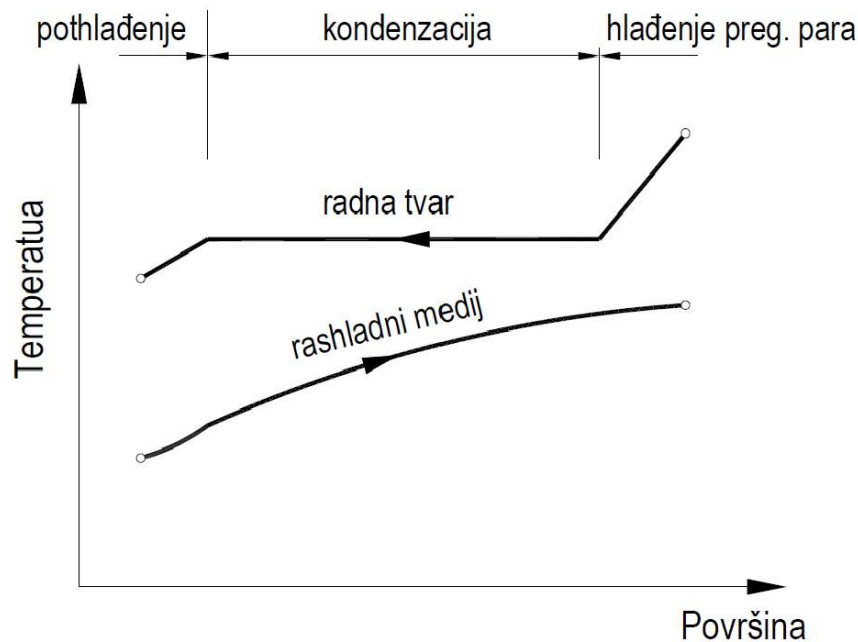 pothlađenje
kondenzacija
hlađenje preg. para
radna tvar
rashladni medij
Temperatua
Površina